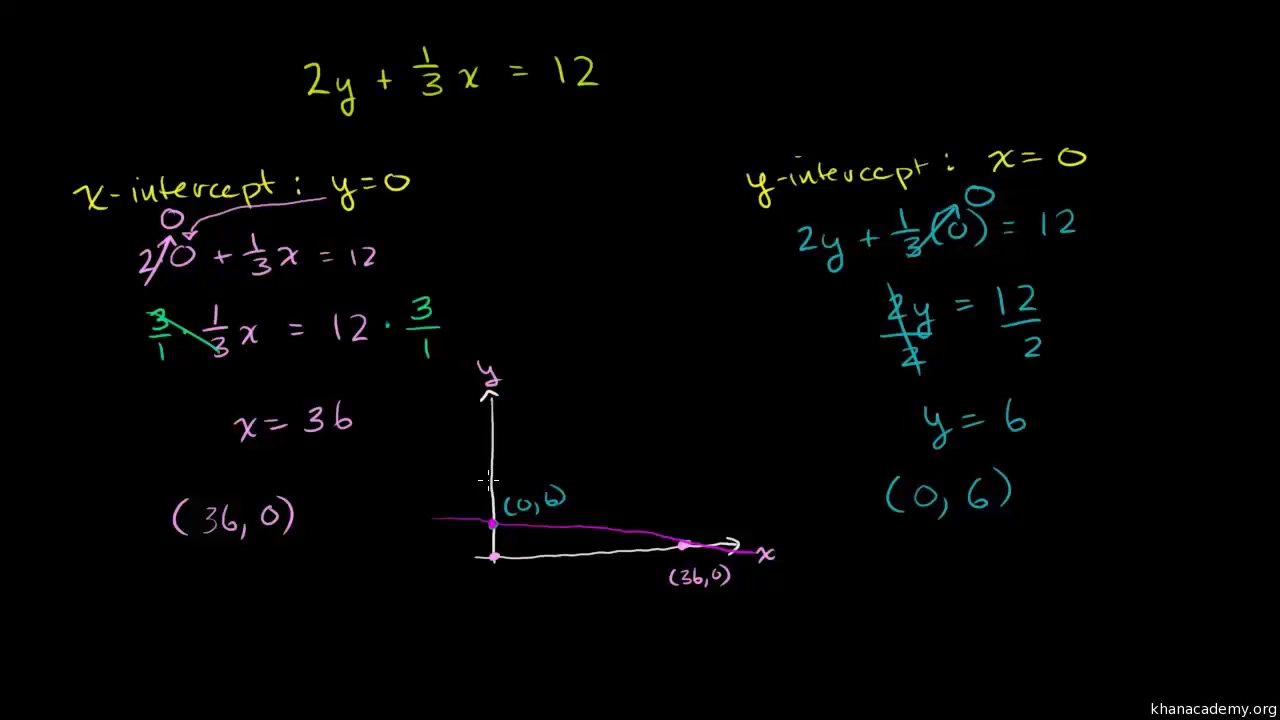 2y + 1/3 x = 12
x-intercept: y=0
0
2·0 + 1/3 x = 12
3/1 · 1/3 x = 12 · 3/1
x = 36
(36, 0)
y-intercept: x=0
0
2y + 1/3 (0) = 12
2y/2 = 12/2
y = 6
(0, 6)
y
(0,6)
x
(36,0)
khanacademy.org